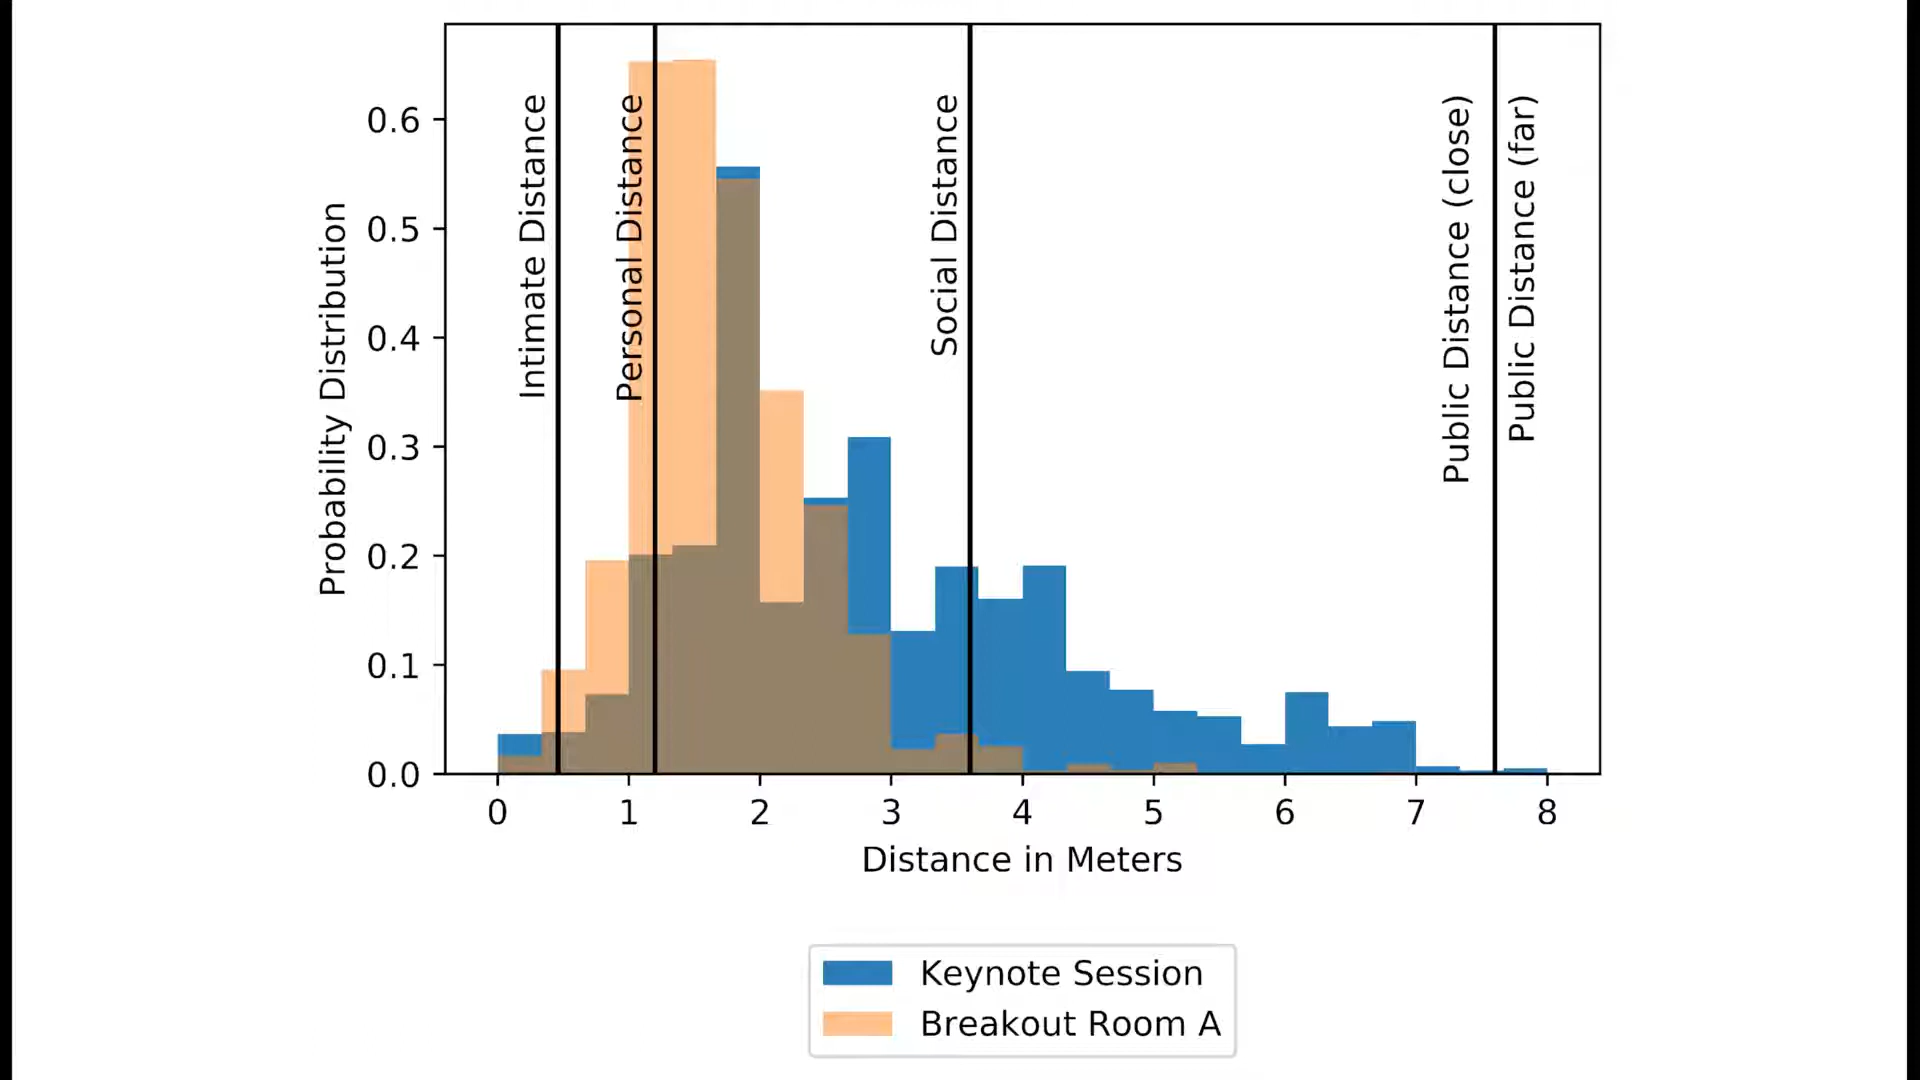 Intimate Distance
Personal Distance
Social Distance
Public Distance (close)
Public Distance (far)
Probability Distribution
0.6
0.5
0.4
0.3
0.2
0.1
0.0
0 1 2 3 4 5 6 7 8
Distance in Meters
Keynote Session
Breakout Room A